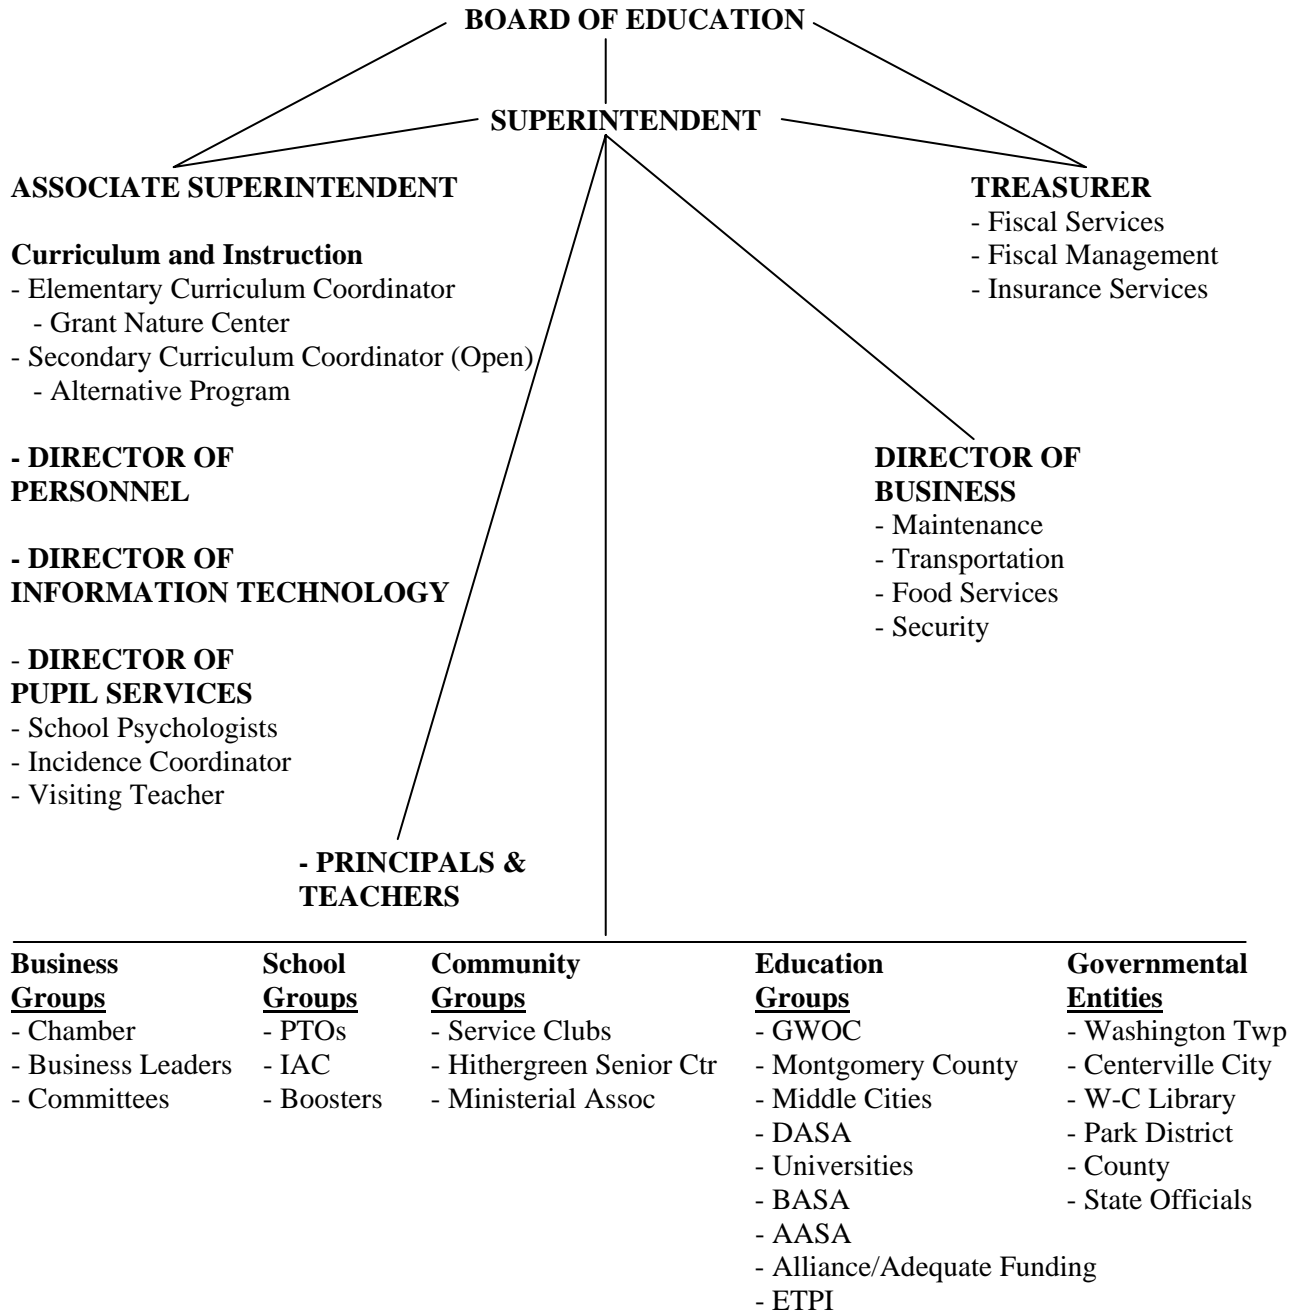 BOARD OF EDUCATION
SUPERINTENDENT
ASSOCIATE SUPERINTENDENT
Curriculum and Instruction
- Elementary Curriculum Coordinator
- Grant Nature Center
- Secondary Curriculum Coordinator (Open)
- Alternative Program
- DIRECTOR OF
PERSONNEL
- DIRECTOR OF
INFORMATION TECHNOLOGY
- DIRECTOR OF
PUPIL SERVICES
- School Psychologists
- Incidence Coordinator
- Visiting Teacher
TREASURER
- Fiscal Services
- Fiscal Management
- Insurance Services
DIRECTOR OF
BUSINESS
- Maintenance
- Transportation
- Food Services
- Security
- PRINCIPALS &
TEACHERS
Business
Groups
- Chamber
- Business Leaders
- Committees
School
Groups
- PTOs
- IAC
- Boosters
Community
Groups
- Service Clubs
- Hithergreen Senior Ctr
- Ministerial Assoc
Education
Groups
- GWOC
- Montgomery County
- Middle Cities
- DASA
- Universities
- BASA
- AASA
- Alliance/Adequate Funding
- ETPI
Governmental
Entities
- Washington Twp
- Centerville City
- W-C Library
- Park District
- County
- State Officials